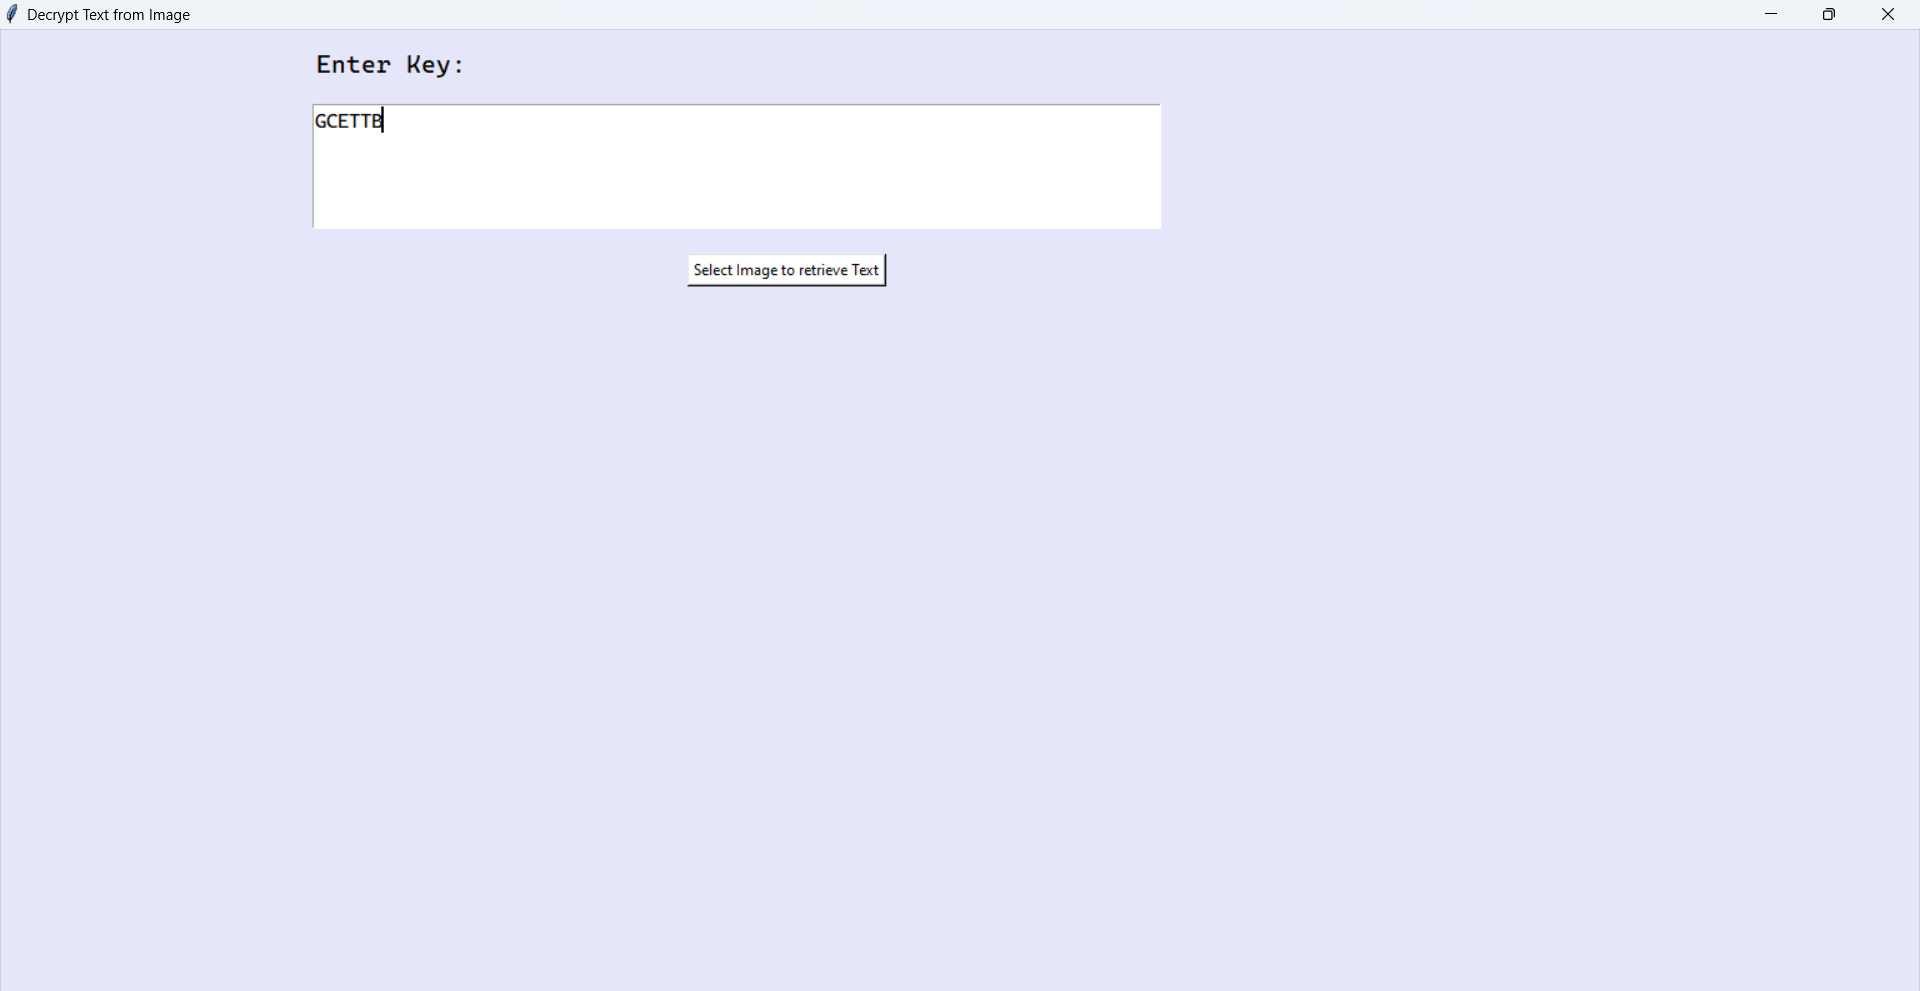 Decrypt Text from Image
Enter Key:
GCETTB
Select Image to retrieve Text